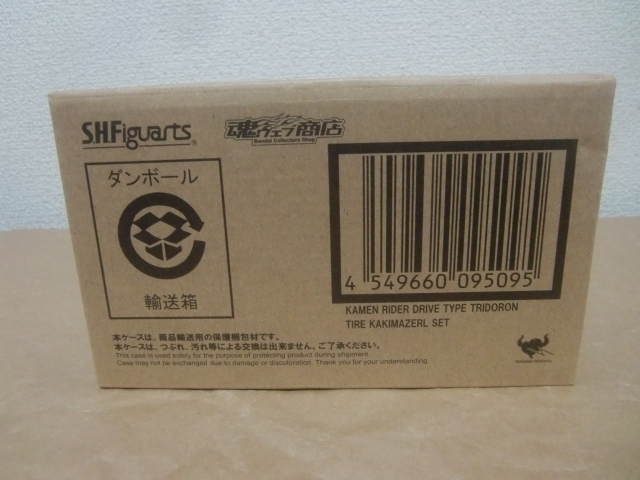 S.H.Figuarts
魂ウェブ商店
Bandai Collectors Shop
ダンボール
輸送箱
4 549660 095095
KAMEN RIDER DRIVE TYPE TRIDORON
TIRE KAKIMAZERL SET
本ケースは、商品輸送用の保護梱包材です。
本ケースは、つぶれ、汚れ等による交換は出来ません、ご了承ください。
This case is used solely for the purpose of protecting product during shipment.
Case may not be exchanged due to damage or discoloration. Thank you for your understanding.